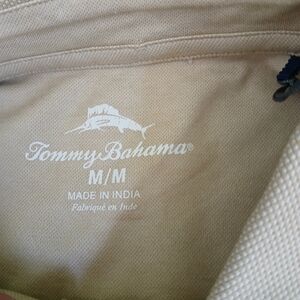 Tommy Bahama®
M/M
MADE IN INDIA
Fabriqué en Inde